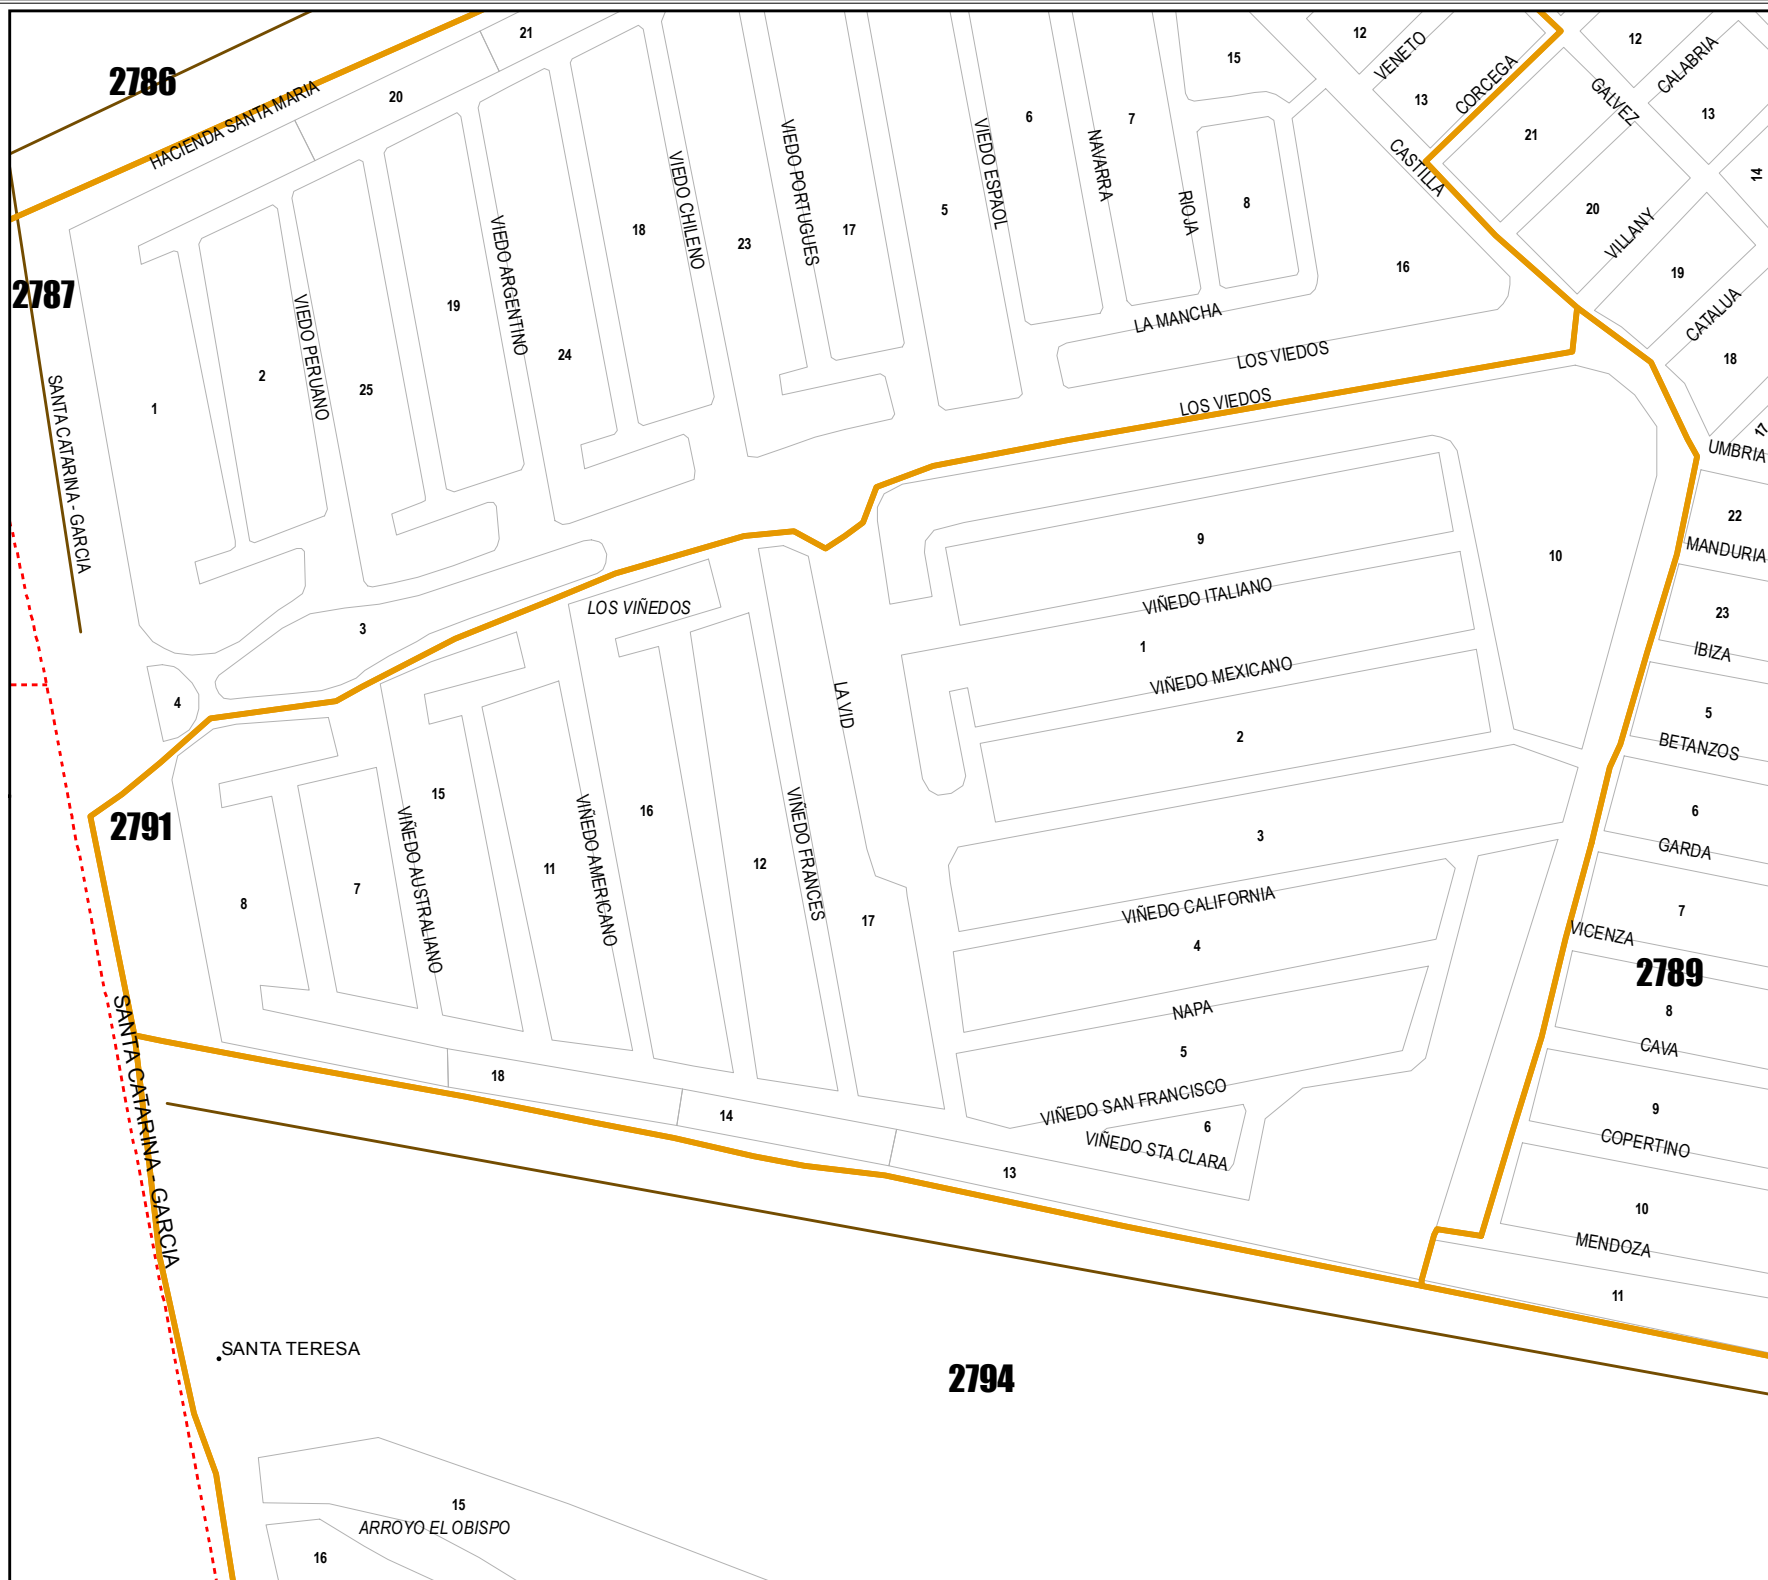 21
12
12
VENETO
CALABRIA
15
2786
CORCEGA
20
HACIENDA SANTA MARIA
13
GALVEZ
13
6
7
21
VIEDO PORTUGUES
VIEDO ESPAOL
NAVARRA
CASTILLA
14
VIEDO CHILENO
RIOJA
8
5
20
VILLANY
18
17
23
VIEDO ARGENTINO
16
19
2787
19
CATALUA
VIEDO PERUANO
LA MANCHA
24
LOS VIEDOS
18
2
25
LOS VIEDOS
1
17
UMBRIA
SANTA CATARINA - GARCIA
22
9
MANDURIA
10
VIÑEDO ITALIANO
LOS VIÑEDOS
23
3
1
IBIZA
VIÑEDO MEXICANO
4
LA VID
5
2
BETANZOS
15
16
6
2791
3
VIÑEDO AUSTRALIANO
VIÑEDO AMERICANO
VIÑEDO FRANCES
GARDA
12
11
7
8
VIÑEDO CALIFORNIA
7
17
VICENZA
4
2789
NAPA
8
5
CAVA
18
VIÑEDO SAN FRANCISCO
14
9
6
SANTA CATARINA - GARCIA
VIÑEDO STA CLARA
COPERTINO
13
10
MENDOZA
11
SANTA TERESA
2794
15
ARROYO EL OBISPO
16